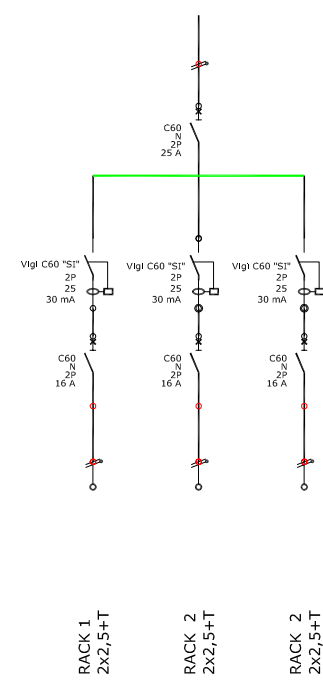 C60
N
2P
25 A
VIgI C60 "SI"
2P
25
30 mA
VIgI C60 "SI"
2P
25
30 mA
VIgI C60 "SI"
2P
25
30 mA
C60
N
2P
16 A
C60
N
2P
16 A
C60
N
2P
16 A
RACK 1
2x2,5+T
RACK 2
2x2,5+T
RACK 2
2x2,5+T